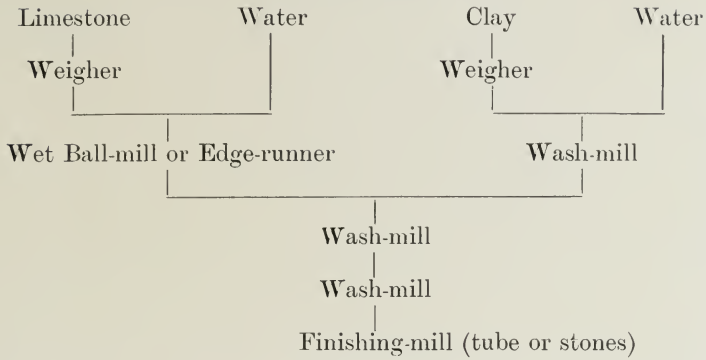 Limestone Water Clay Water
Weigher Weigher
Wet Ball-mill or Edge-runner Wash-mill
Wash-mill
Wash-mill
Finishing-mill (tube or stones)